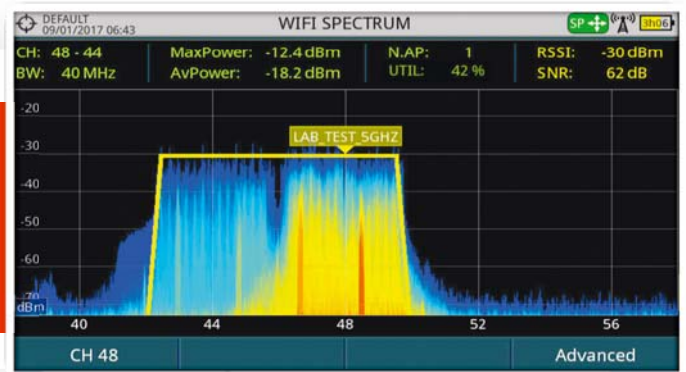 DEFAULT
09/01/2017 06:43
WIFI SPECTRUM
SP
3h06
CH: 48 - 44 MaxPower: -12.4 dBm N.AP: 1 RSSI: -30 dBm
BW: 40 MHz AvPower: -18.2 dBm UTIL: 42 % SNR: 62 dB
-20
LAB_TEST_5GHZ
-30
-40
-50
-60
-70
dBm
40 44 48 52 56
CH 48 Advanced